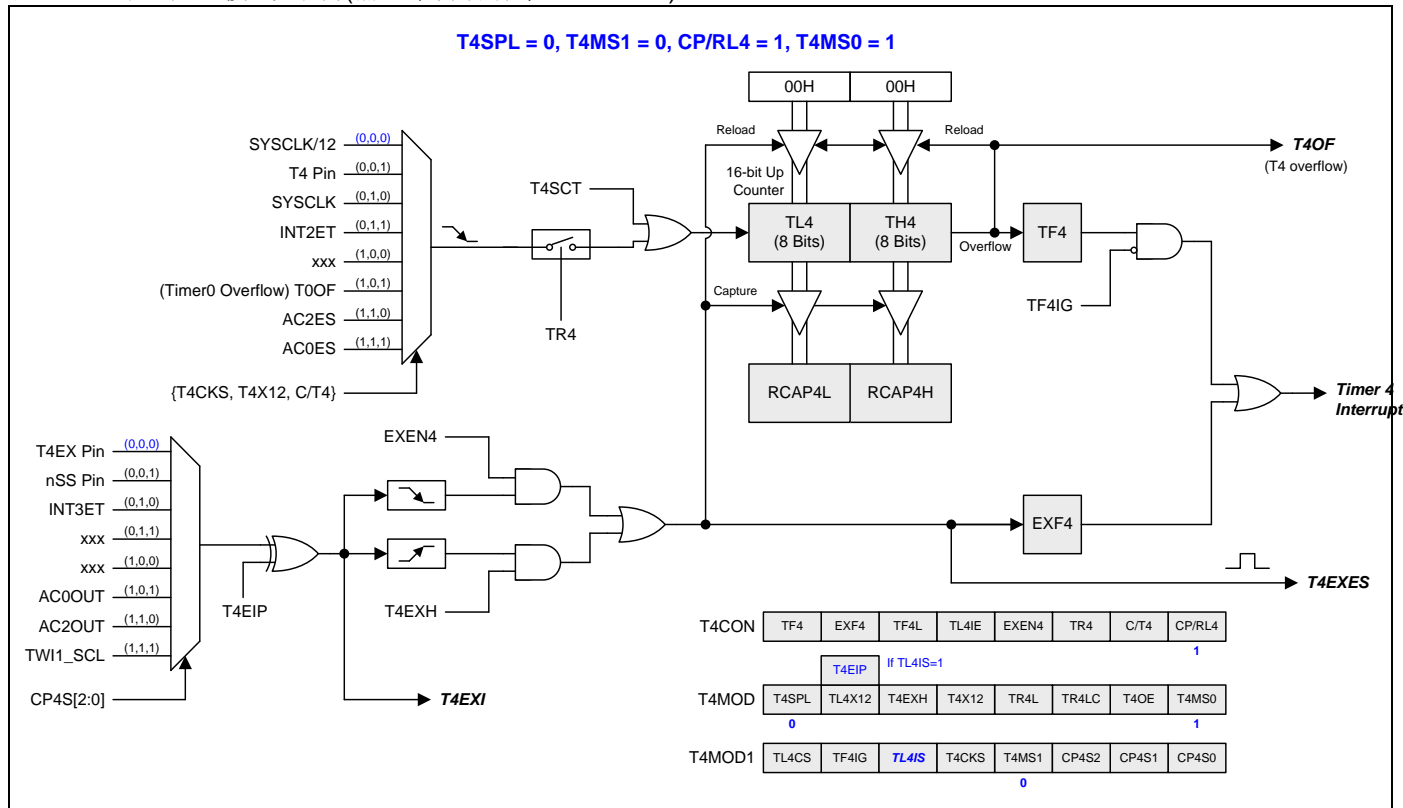 T4SPL = 0, T4MS1 = 0, CP/RL4 = 1, T4MS0 = 1
00H 00H
Reload Reload
SYSCLK/12 (0,0,0)
T4 Pin (0,0,1)
SYSCLK (0,1,0)
INT2ET (0,1,1)
xxx (1,0,0)
(Timer0 Overflow) T0OF (1,0,1)
AC2ES (1,1,0)
AC0ES (1,1,1)
{T4CKS, T4X12, C/T4}
TR4
T4SCT
16-bit Up
Counter
TL4
(8 Bits)
TH4
(8 Bits)
Overflow
TF4
T4OF
(T4 overflow)
TF4IG
Capture
RCAP4L RCAP4H
Timer 4
Interrupt
T4EX Pin (0,0,0)
nSS Pin (0,0,1)
INT3ET (0,1,0)
xxx (0,1,1)
xxx (1,0,0)
AC0OUT (1,0,1)
AC2OUT (1,1,0)
TWI1_SCL (1,1,1)
CP4S[2:0]
T4EIP
EXEN4
T4EXH
T4EXI
EXF4
T4EXES
T4CON TF4 EXF4 TF4L TL4IE EXEN4 TR4 C/T4 CP/RL4
1
T4EIP If TL4IS=1
T4MOD T4SPL TL4X12 T4EXH T4X12 TR4L TR4LC T4OE T4MS0
0 1
T4MOD1 TL4CS TF4IG TL4IS T4CKS T4MS1 CP4S2 CP4S1 CP4S0
0